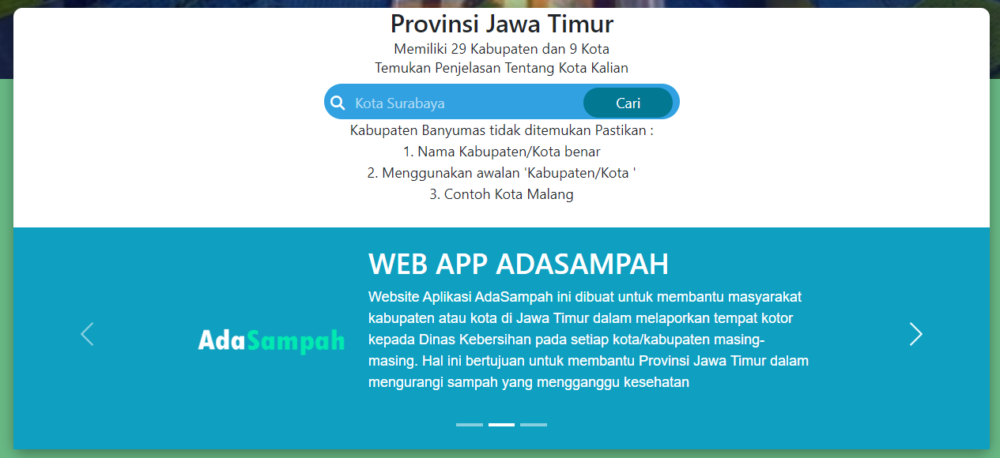 Provinsi Jawa Timur
Memiliki 29 Kabupaten dan 9 Kota
Temukan Penjelasan Tentang Kota Kalian
Kota Surabaya
Cari
Kabupaten Banyumas tidak ditemukan Pastikan :
1. Nama Kabupaten/Kota benar
2. Menggunakan awalan 'Kabupaten/Kota '
3. Contoh Kota Malang
WEB APP ADASAMPAH
AdaSampah
Website Aplikasi AdaSampah ini dibuat untuk membantu masyarakat
kabupaten atau kota di Jawa Timur dalam melaporkan tempat kotor
kepada Dinas Kebersihan pada setiap kota/kabupaten masing-
masing. Hal ini bertujuan untuk membantu Provinsi Jawa Timur dalam
mengurangi sampah yang mengganggu kesehatan